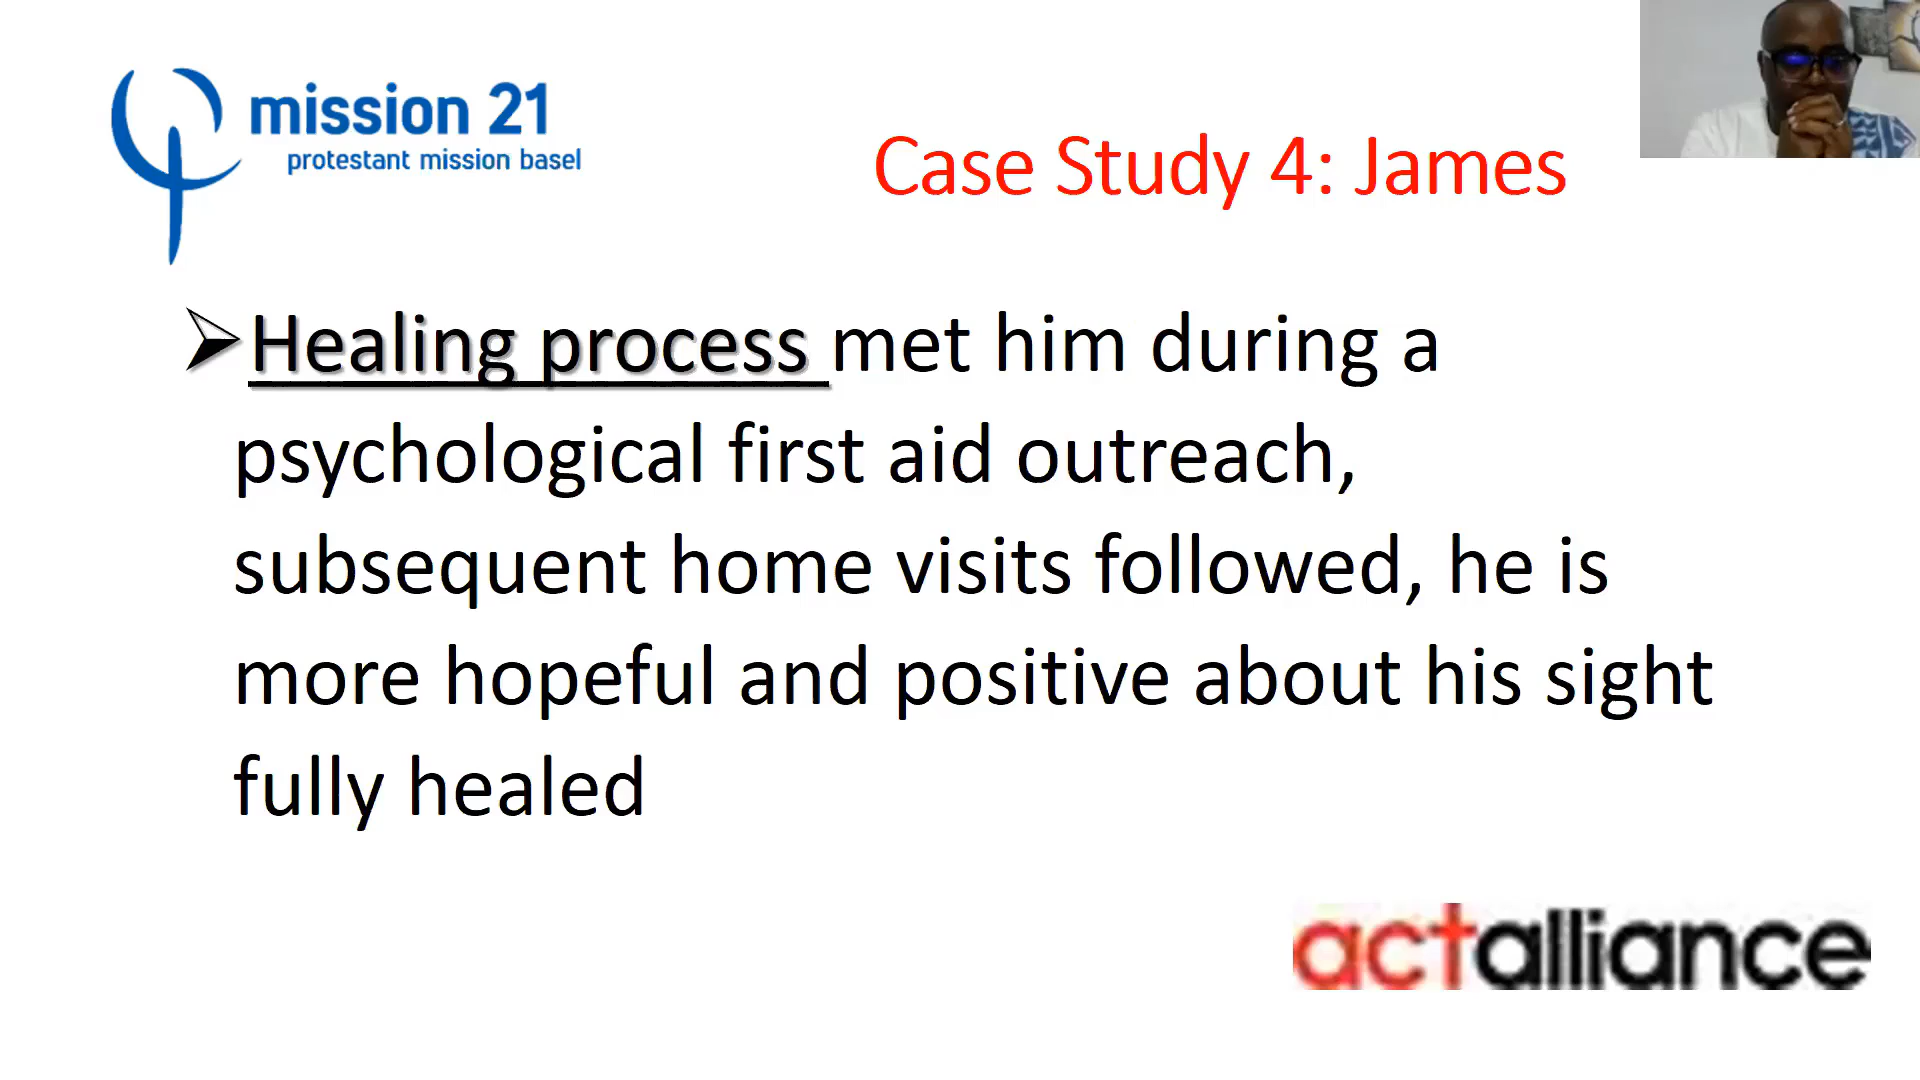 mission 21
protestant mission basel
Case Study 4: James
Healing process met him during a
psychological first aid outreach,
subsequent home visits followed, he is
more hopeful and positive about his sight
fully healed
actalliance